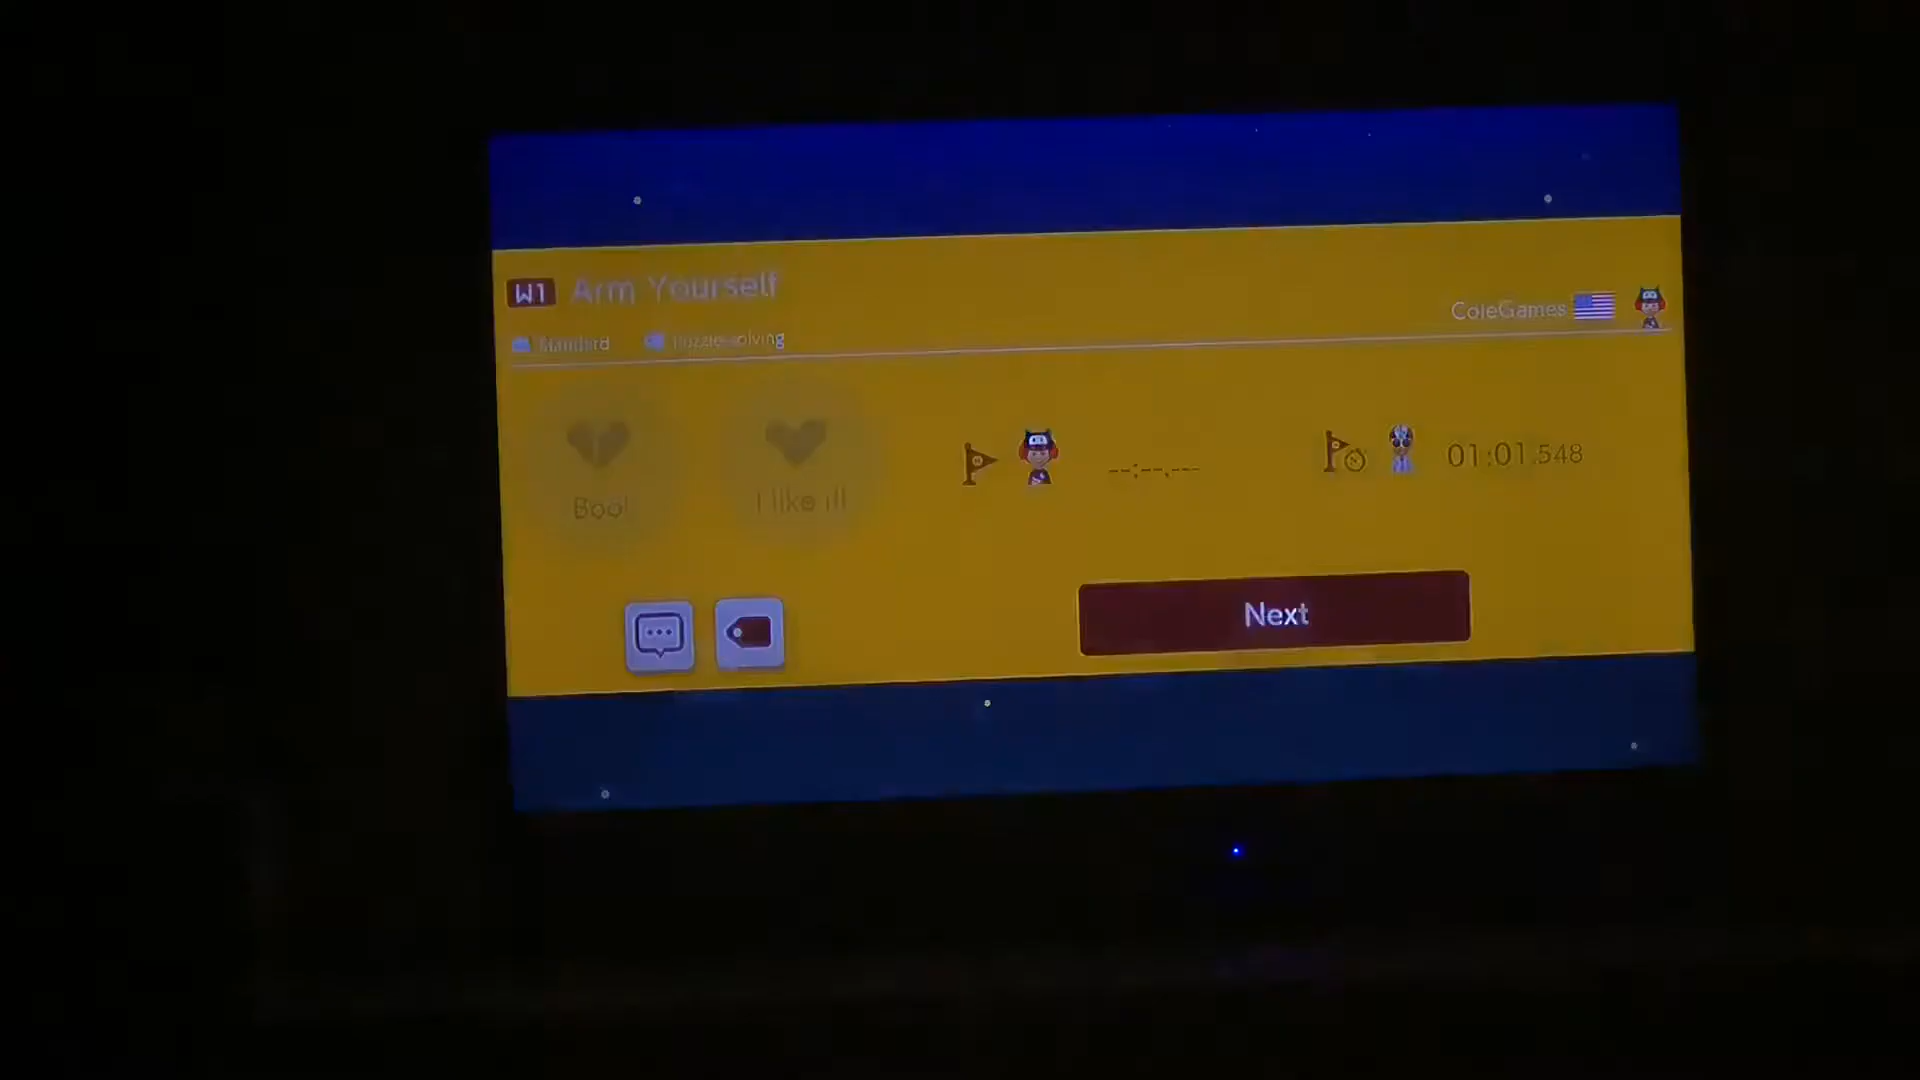 W1 Arm Yourself
ColeGames
Standard Puzzle-solving
Boo!
I like it!
--:--.---
01:01.548
Next